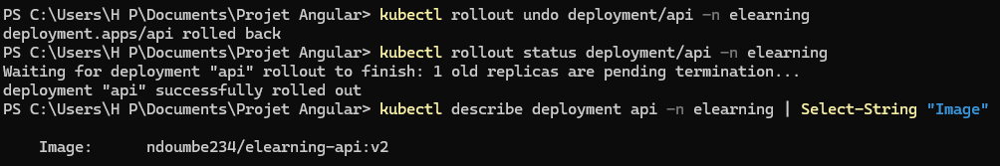 PS C:\Users\H P\Documents\Projet Angular> kubectl rollout undo deployment/api -n elearning
deployment.apps/api rolled back
PS C:\Users\H P\Documents\Projet Angular> kubectl rollout status deployment/api -n elearning
Waiting for deployment "api" rollout to finish: 1 old replicas are pending termination...
deployment "api" successfully rolled out
PS C:\Users\H P\Documents\Projet Angular> kubectl describe deployment api -n elearning | Select-String "Image"
    Image:      ndoumbe234/elearning-api:v2